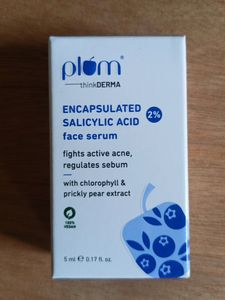 plum
thinkDERMA
ENCAPSULATED
SALICYLIC ACID 2%
face serum
fights active acne,
regulates sebum
with chlorophyll &
prickly pear extract
100%
VEGAN
5 ml ℮ 0.17 fl. oz.